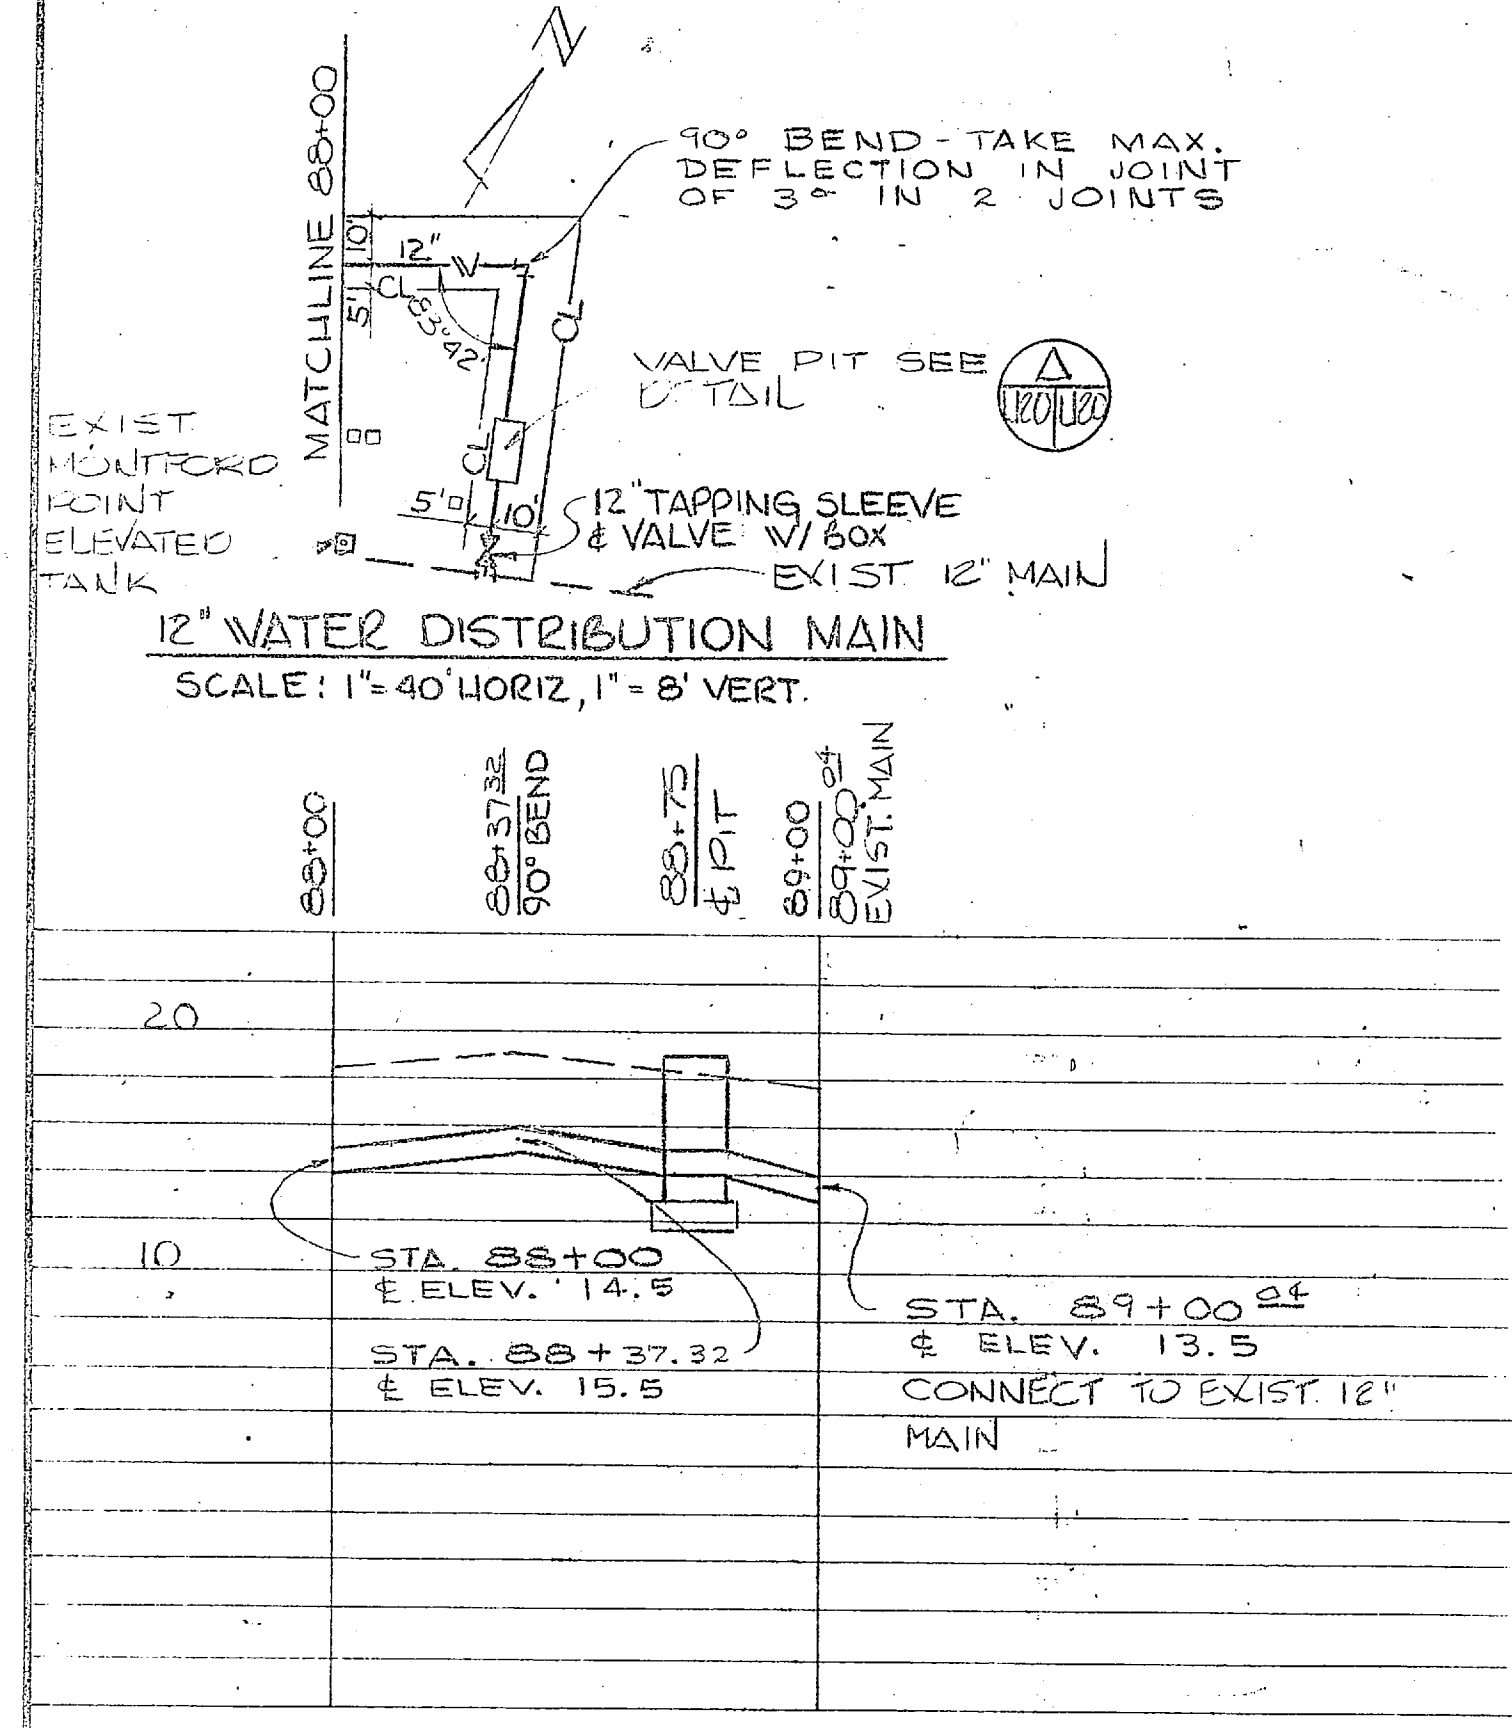 N
MATCHLINE 88+00
90° BEND - TAKE MAX.
DEFLECTION IN JOINT
OF 3° IN 2 JOINTS
10'
12"
W
CL
5'
83°42'
CL
VALVE PIT SEE
DETAIL
A
U20 U20
EXIST.
MONTFORD
POINT
ELEVATED
TANK
CL
5'
10'
12" TAPPING SLEEVE
& VALVE W/ BOX
EXIST. 12" MAIN
12" WATER DISTRIBUTION MAIN
SCALE: 1"=40' HORIZ, 1"=8' VERT.
88+00
88+37 32
90° BEND
88+75
℄ PIT
89+00
89+00.04
EXIST. MAIN
20
10
STA. 88+00
℄ ELEV. 14.5
STA. 88+37.32
℄ ELEV. 15.5
STA. 89+00 04
℄ ELEV. 13.5
CONNECT TO EXIST. 12"
MAIN